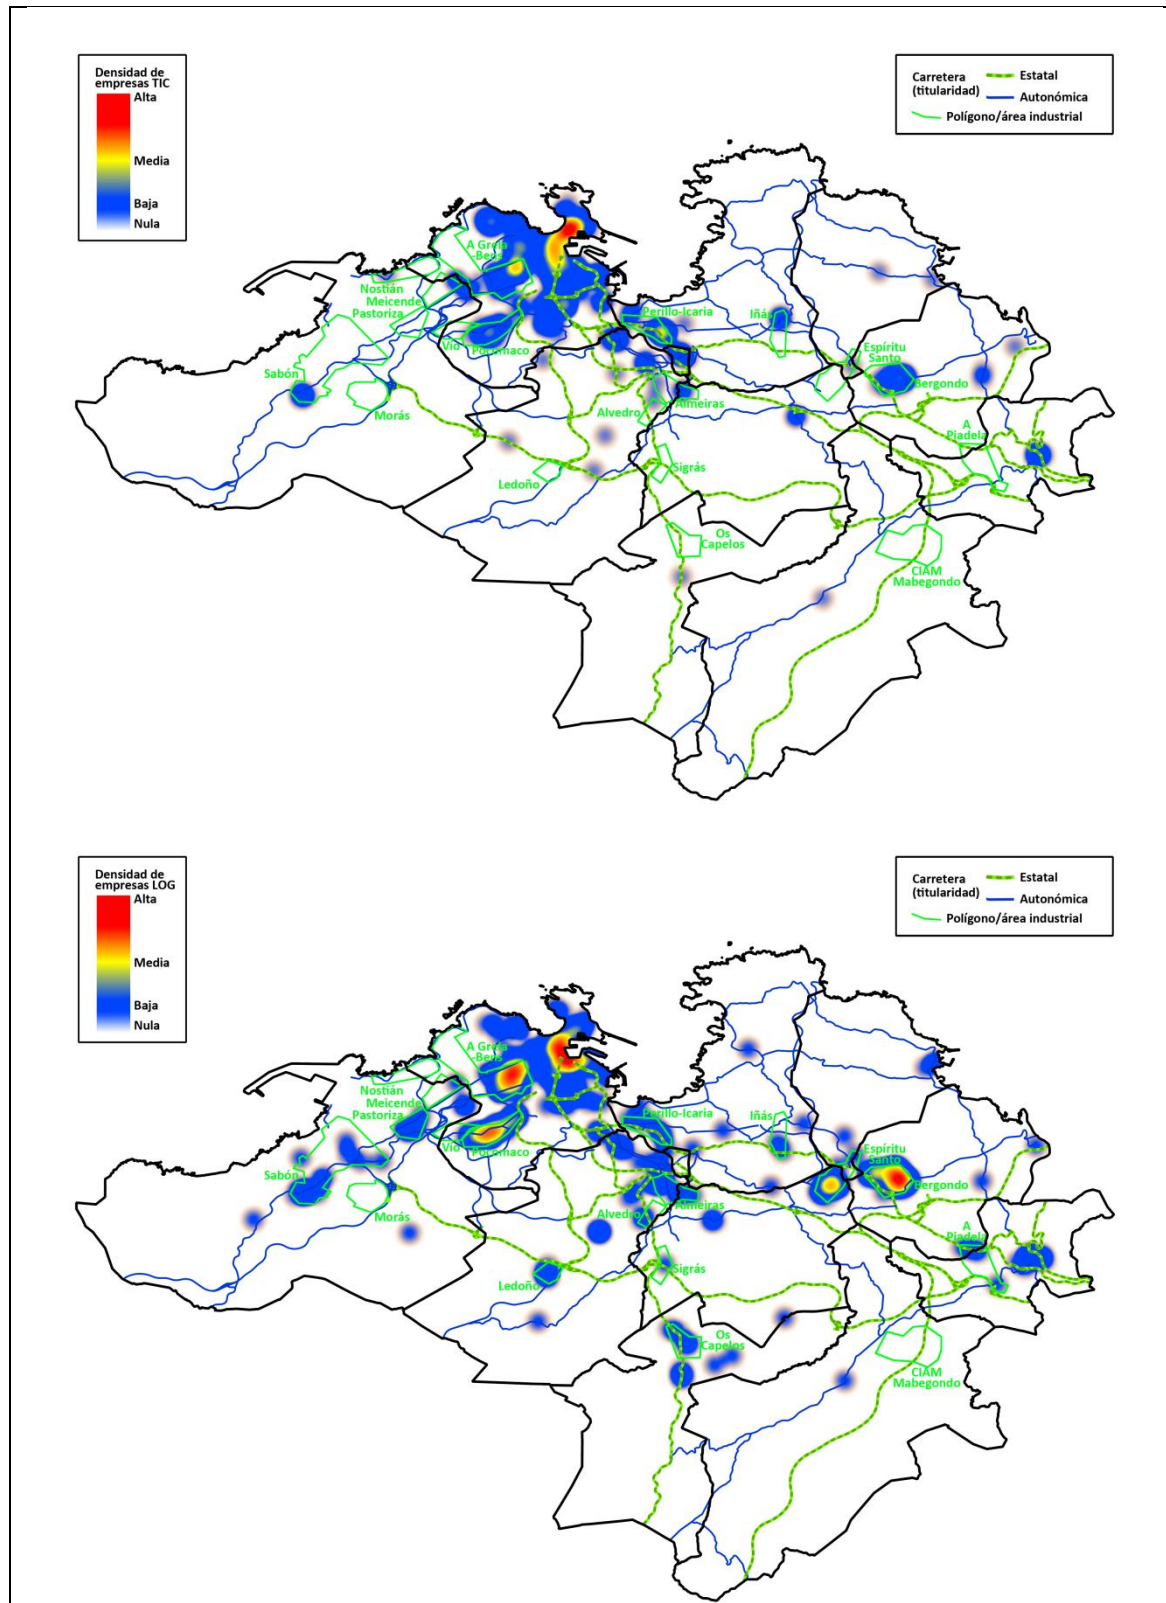 Densidad de
empresas TIC
Alta
Media
Baja
Nula
Carretera
(titularidad)
Estatal
Autonómica
Polígono/área industrial
A Grela
-Bens
Nostián
Meicende
Pastoriza
Perillo-Icaria
Iñás
Vío
Pocomaco
Espíritu
Santo
Bergondo
Sabón
Morás
Alvedro
Almeiras
A
Piadela
Ledoño
Sigrás
Os
Capelos
CIAM
Mabegondo
Densidad de
empresas LOG
Alta
Media
Baja
Nula
Carretera
(titularidad)
Estatal
Autonómica
Polígono/área industrial
A Grela
-Bens
Nostián
Meicende
Pastoriza
Perillo-Icaria
Iñás
Vío
Pocomaco
Espíritu
Santo
Bergondo
Sabón
Morás
Alvedro
Almeiras
A
Piadela
Ledoño
Sigrás
Os
Capelos
CIAM
Mabegondo